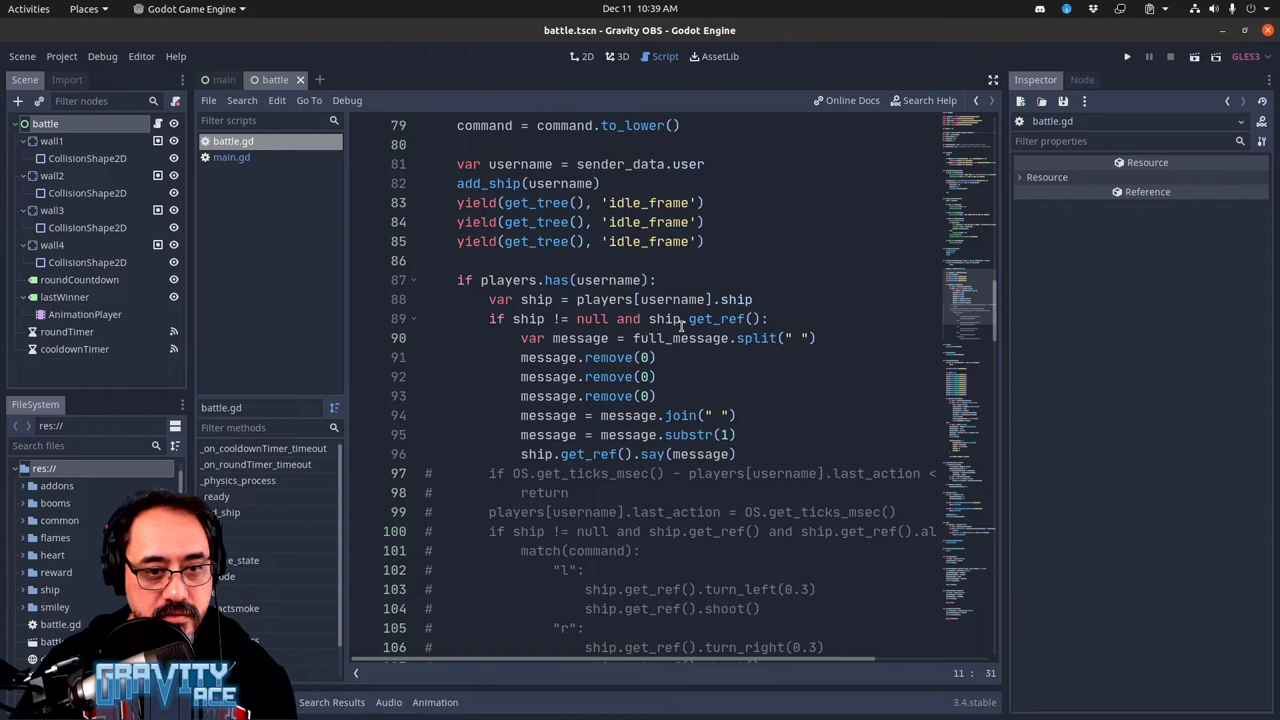 Activities Places Godot Game Engine Dec 11 10:39 AM
battle.tscn - Gravity OBS - Godot Engine
Scene Project Debug Editor Help 2D 3D Script AssetLib GLES3
Scene Import
Filter nodes
battle
wall1
CollisionShape2D
wall2
CollisionShape2D
wall3
CollisionShape2D
wall4
CollisionShape2D
roundCountdown
lastWinner
AnimationPlayer
roundTimer
cooldownTimer
FileSystem
res://
Search files
res://
addons
booms
common
flames
heart
reward
ship
smiley
battle.gd
main battle
File Search Edit Go To Debug Online Docs Search Help
Filter scripts
battle.gd
main.gd
battle.gd
Filter methods
_on_cooldownTimer_timeout
_on_roundTimer_timeout
_physics_process
_ready
79 command = command.to_lower()
80
81 var username = sender_data.user
82 add_ship(username)
83 yield(get_tree(), 'idle_frame')
84 yield(get_tree(), 'idle_frame')
85 yield(get_tree(), 'idle_frame')
86
87 if players.has(username):
88 var ship = players[username].ship
89 if ship != null and ship.get_ref():
90 var message = full_message.split(" ")
91 message.remove(0)
92 message.remove(0)
93 message.remove(0)
94 message = message.join(" ")
95 message = message.substr(1)
96 ship.get_ref().say(message)
97 # if OS.get_ticks_msec() - players[username].last_action <
98 # return
99 # players[username].last_action = OS.get_ticks_msec()
100 # if ship != null and ship.get_ref() and ship.get_ref().al
101 # match(command):
102 # "l":
103 # ship.get_ref().turn_left(0.3)
104 # ship.get_ref().shoot()
105 # "r":
106 # ship.get_ref().turn_right(0.3)
11 : 31
Search Results Audio Animation 3.4.stable
Inspector Node
battle.gd
Filter properties
Resource
Resource
Reference
GRAVITY
ACE